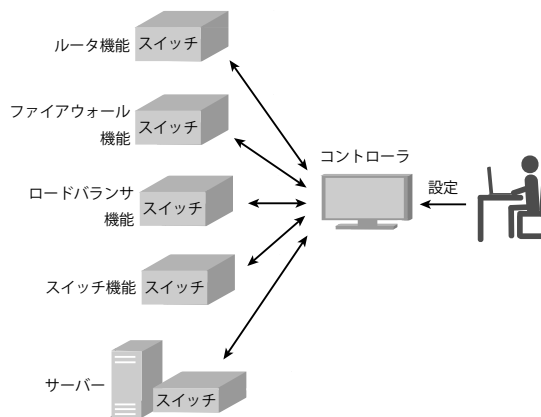 ルータ機能
スイッチ
ファイアウォール
機能
スイッチ
コントローラ
ロードバランサ
機能
スイッチ
設定
スイッチ機能
スイッチ
サーバー
スイッチ